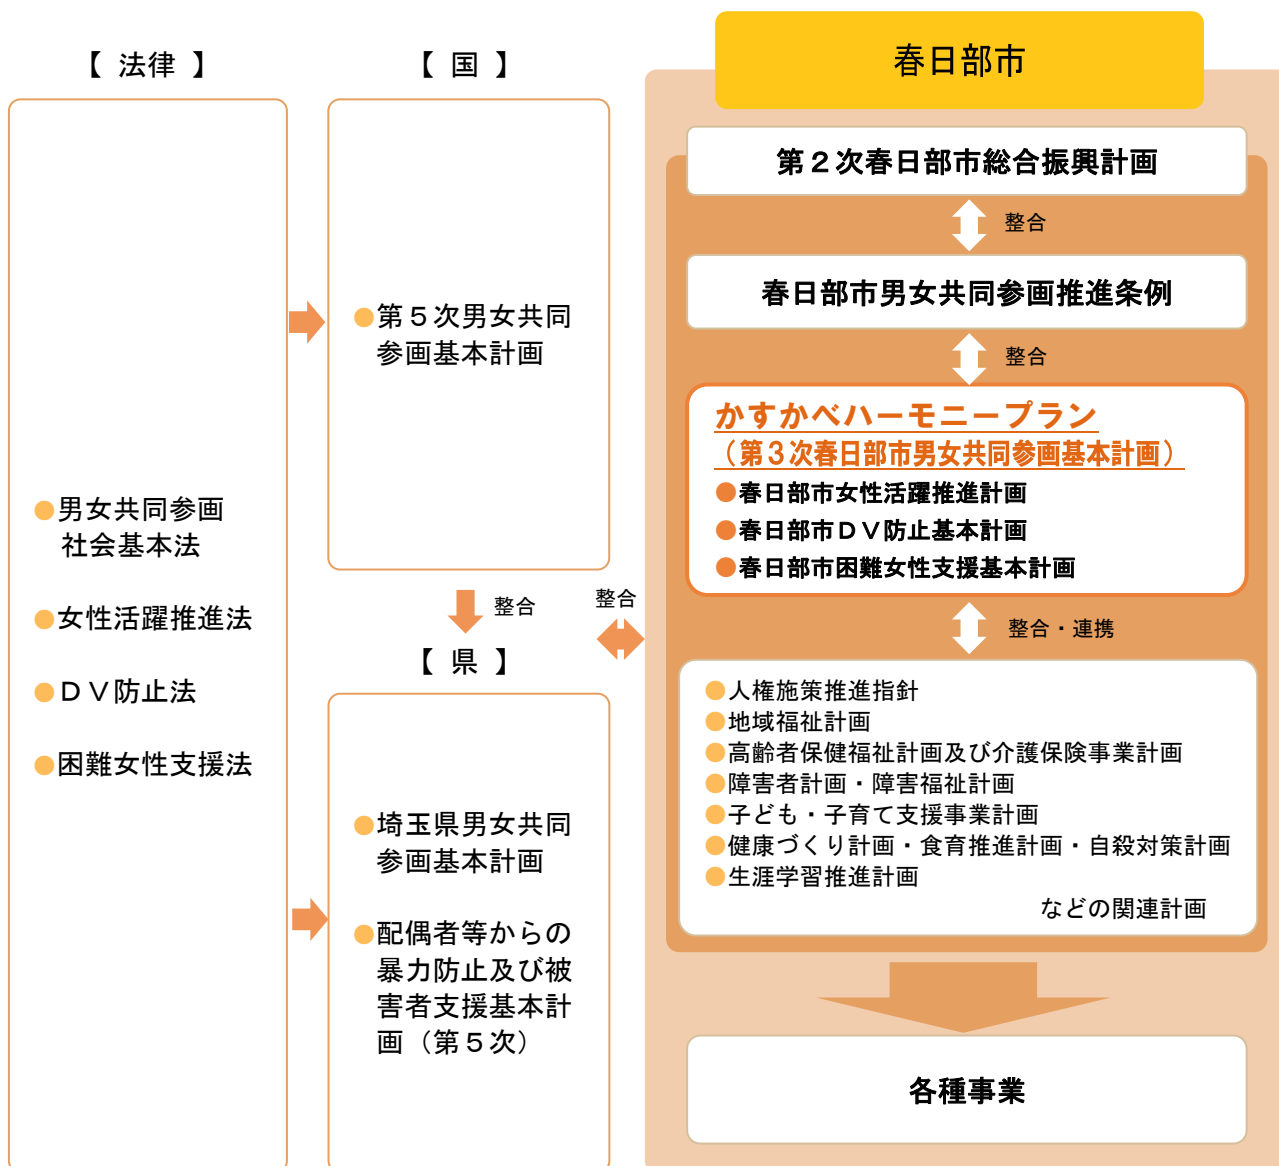 【 法律 】
●男女共同参画
社会基本法
●女性活躍推進法
●ＤＶ防止法
●困難女性支援法
【 国 】
●第５次男女共同
参画基本計画
整合
【 県 】
●埼玉県男女共同
参画基本計画
●配偶者等からの
暴力防止及び被
害者支援基本計
画（第５次）
整合
春日部市
第２次春日部市総合振興計画
整合
春日部市男女共同参画推進条例
整合
かすかべハーモニープラン
（第３次春日部市男女共同参画基本計画）
●春日部市女性活躍推進計画
●春日部市ＤＶ防止基本計画
●春日部市困難女性支援基本計画
整合・連携
●人権施策推進指針
●地域福祉計画
●高齢者保健福祉計画及び介護保険事業計画
●障害者計画・障害福祉計画
●子ども・子育て支援事業計画
●健康づくり計画・食育推進計画・自殺対策計画
●生涯学習推進計画
などの関連計画
各種事業